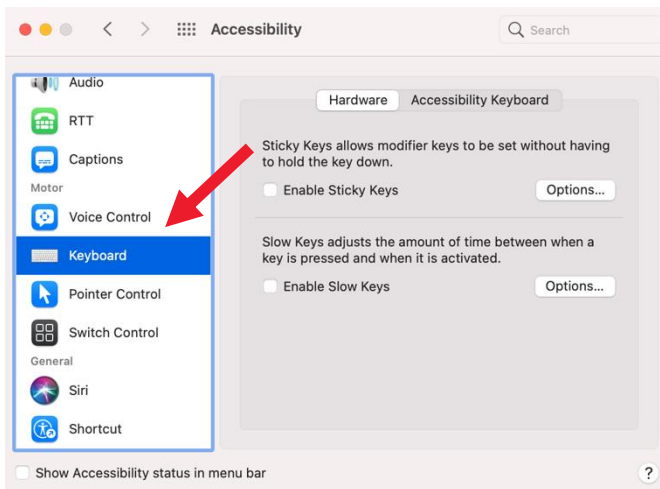 Accessibility
Search
Audio
RTT
Captions
Motor
Voice Control
Keyboard
Pointer Control
Switch Control
General
Siri
Shortcut
Hardware
Accessibility Keyboard
Sticky Keys allows modifier keys to be set without having
to hold the key down.
Enable Sticky Keys
Options...
Slow Keys adjusts the amount of time between when a
key is pressed and when it is activated.
Enable Slow Keys
Options...
Show Accessibility status in menu bar
?